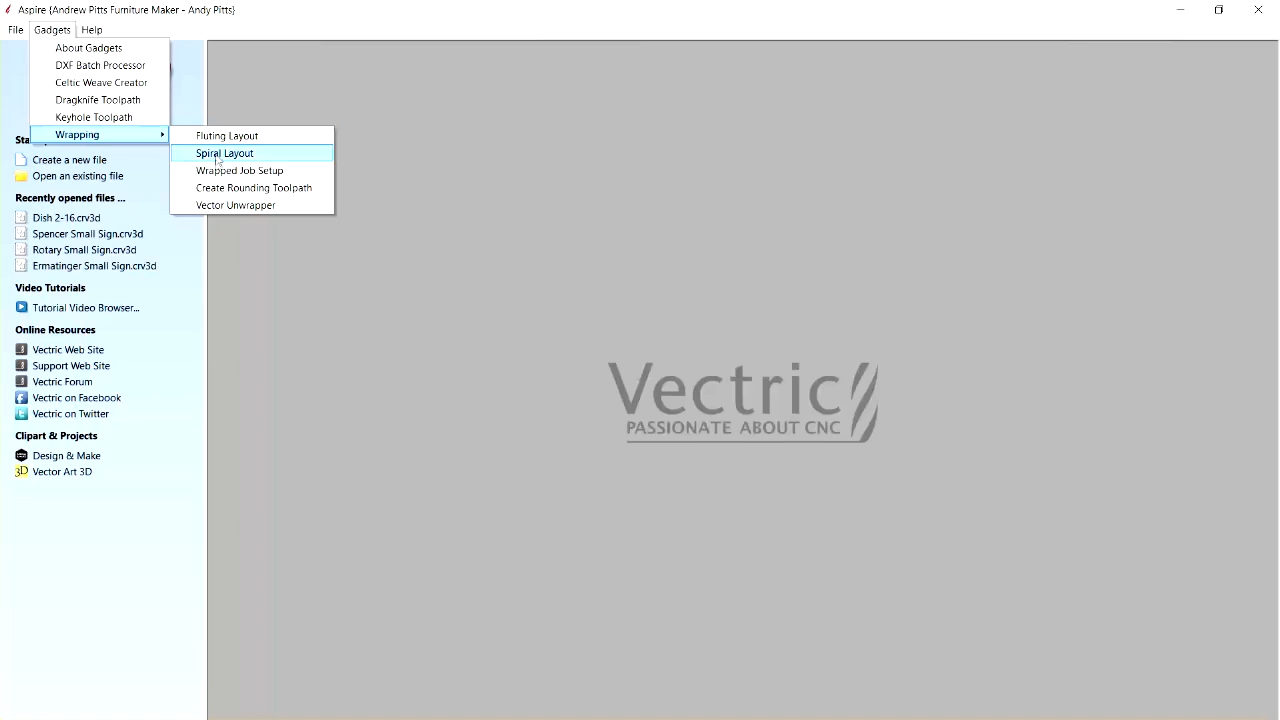 Aspire {Andrew Pitts Furniture Maker - Andy Pitts}
File Gadgets Help
About Gadgets
DXF Batch Processor
Celtic Weave Creator
Dragknife Toolpath
Keyhole Toolpath
Wrapping
Fluting Layout
Spiral Layout
Wrapped Job Setup
Create Rounding Toolpath
Vector Unwrapper
Create a new file
Open an existing file
Recently opened files ...
Dish 2-16.crv3d
Spencer Small Sign.crv3d
Rotary Small Sign.crv3d
Ermatinger Small Sign.crv3d
Video Tutorials
Tutorial Video Browser...
Online Resources
Vectric Web Site
Support Web Site
Vectric Forum
Vectric on Facebook
Vectric on Twitter
Clipart & Projects
Design & Make
Vector Art 3D
Vectric
PASSIONATE ABOUT CNC